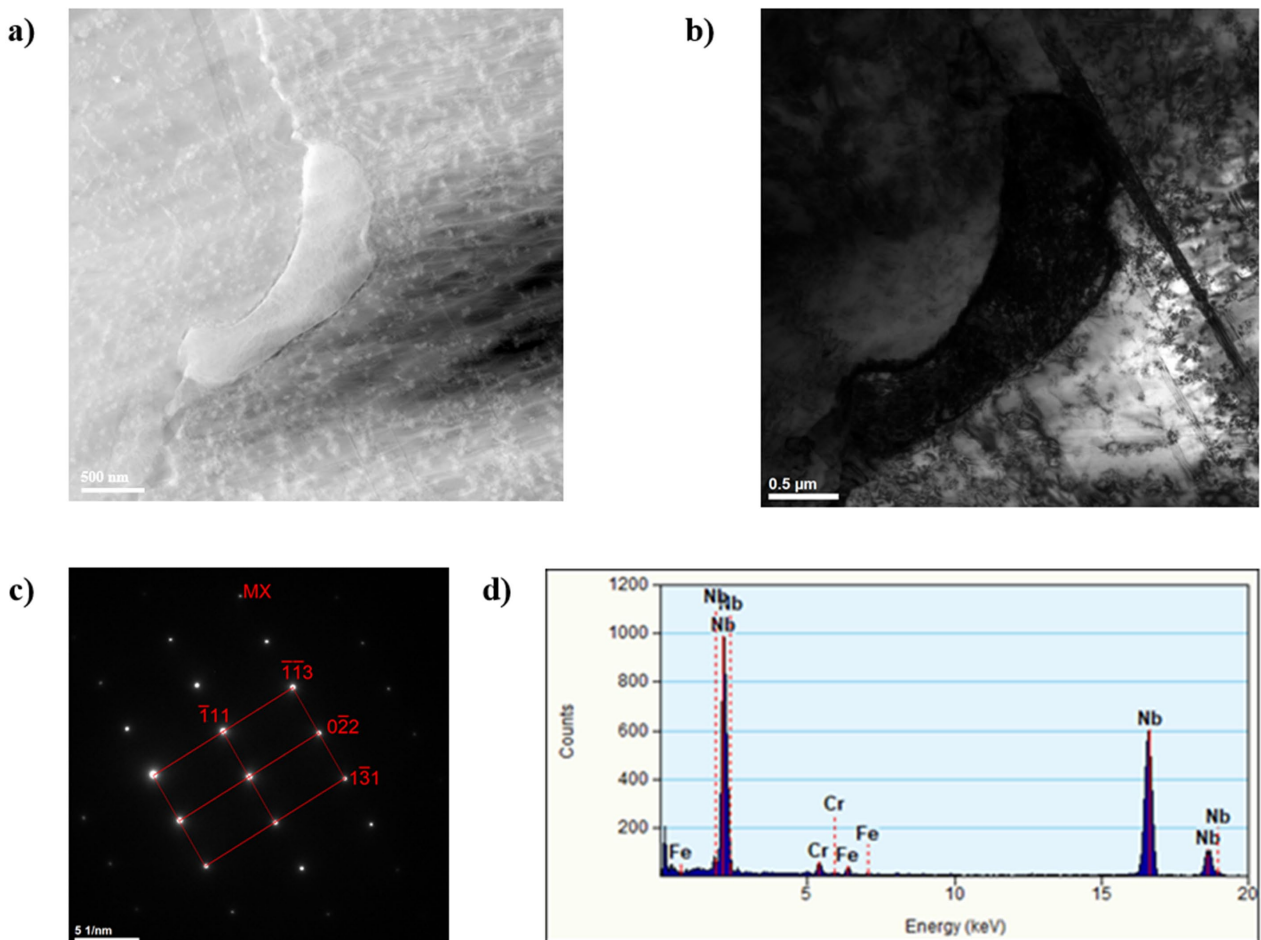 a)
b)
500 nm
0.5 µm
c)
d)
MX
1̅1̅3
1̅11
02̅2
13̅1
5 1/nm
1200
1000
800
600
400
200
Counts
Nb
Nb
Nb
Nb
Nb
Nb
Cr
Cr
Fe
Fe
Fe
5
10
15
20
Energy (keV)